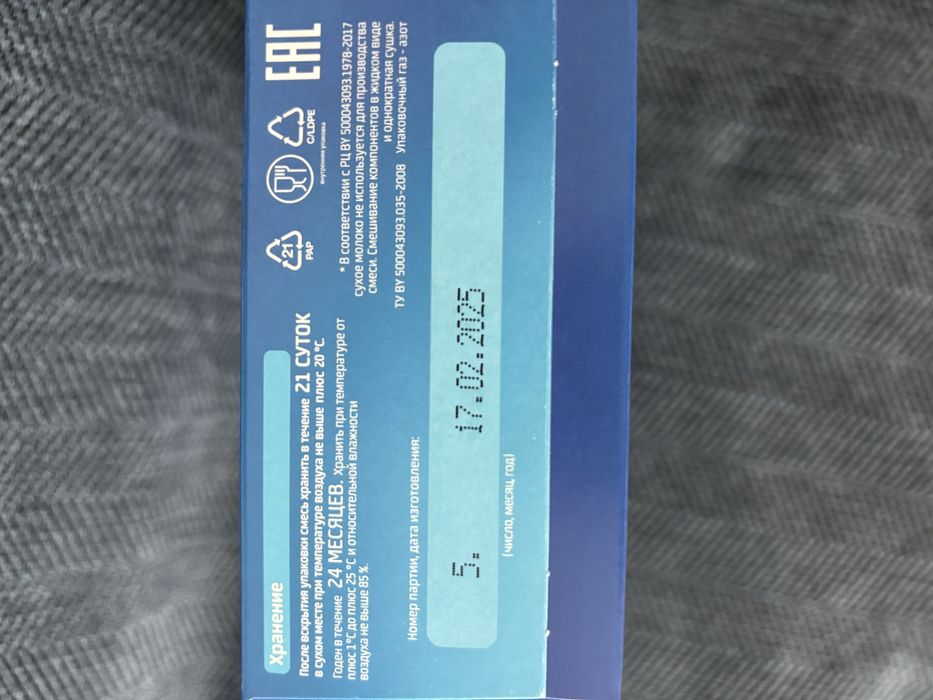 Хранение
После вскрытия упаковки смесь хранить в течение 21 СУТОК
в сухом месте при температуре воздуха не выше плюс 20 °С.
Годен в течение 24 МЕСЯЦЕВ. Хранить при температуре от
плюс 1 °С до плюс 25 °С и относительной влажности
воздуха не выше 85 %.
21
PAP
C/LDPE
внутренняя упаковка
EAC
* В соответствии с РЦ BY 500043093.1978-2017
сухое молоко не используется для производства
смеси. Смешивание компонентов в жидком виде
и однократная сушка.
ТУ BY 500043093.035-2008 Упаковочный газ - азот
Номер партии, дата изготовления:
5. 17.02.2025
(число, месяц, год)